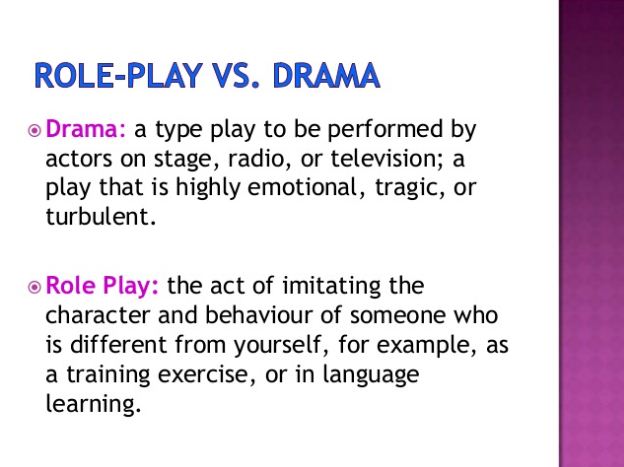 ROLE-PLAY VS. DRAMA
Drama: a type play to be performed by
actors on stage, radio, or television; a
play that is highly emotional, tragic, or
turbulent.
Role Play: the act of imitating the
character and behaviour of someone who
is different from yourself, for example, as
a training exercise, or in language
learning.